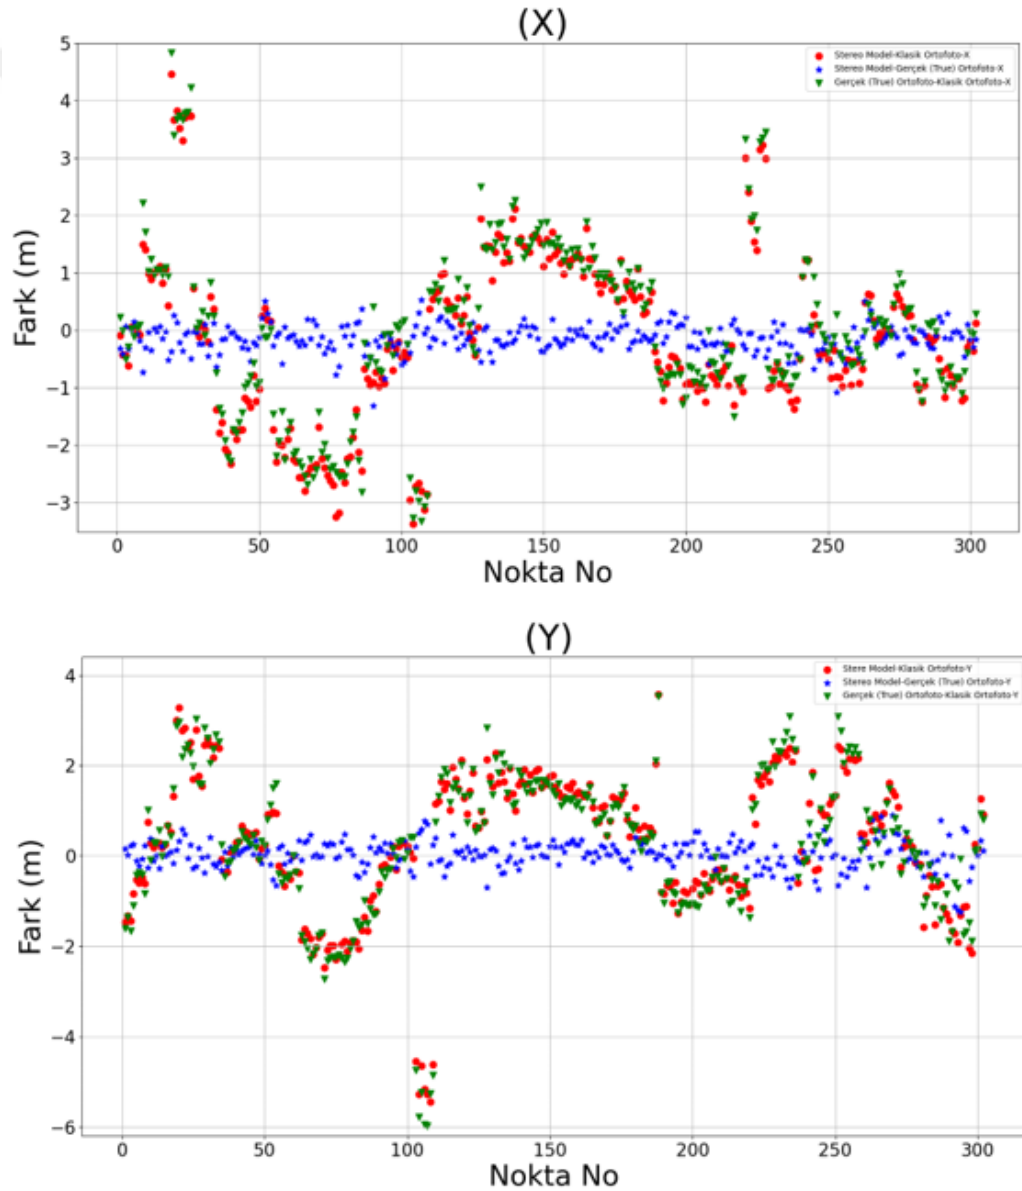 (X)
5
4
3
2
1
0
−1
−2
−3
Fark (m)
Stereo Model-Klasik Ortofoto-X
Stereo Model-Gerçek (True) Ortofoto-X
Gerçek (True) Ortofoto-Klasik Ortofoto-X
0 50 100 150 200 250 300
Nokta No
(Y)
4
2
0
−2
−4
−6
Fark (m)
Stere Model-Klasik Ortofoto-Y
Stereo Model-Gerçek (True) Ortofoto-Y
Gerçek (True) Ortofoto-Klasik Ortofoto-Y
0 50 100 150 200 250 300
Nokta No